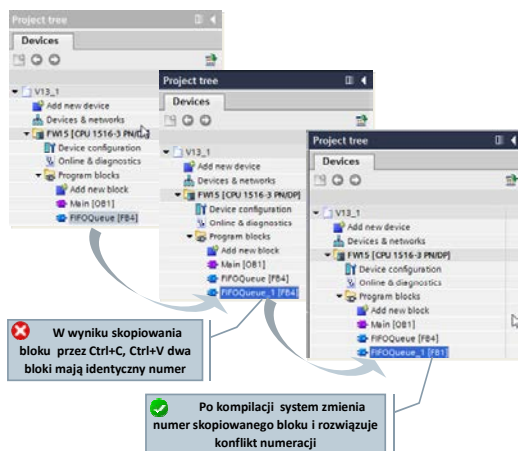 Project tree
Devices
V13_1
Add new device
Devices & networks
FW15 [CPU 1516-3 PN/DP]
Device configuration
Online & diagnostics
Program blocks
Add new block
Main [OB1]
FIFOQueue [FB4]
Project tree
Devices
V13_1
Add new device
Devices & networks
FW15 [CPU 1516-3 PN/DP]
Device configuration
Online & diagnostics
Program blocks
Add new block
Main [OB1]
FIFOQueue [FB4]
FIFOQueue_1 [FB4]
Project tree
Devices
V13_1
Add new device
Devices & networks
FW15 [CPU 1516-3 PN/DP]
Device configuration
Online & diagnostics
Program blocks
Add new block
Main [OB1]
FIFOQueue [FB4]
FIFOQueue_1 [FB1]
W wyniku skopiowania
bloku przez Ctrl+C, Ctrl+V dwa
bloki mają identyczny numer
Po kompilacji system zmienia
numer skopiowanego bloku i rozwiązuje
konflikt numeracji